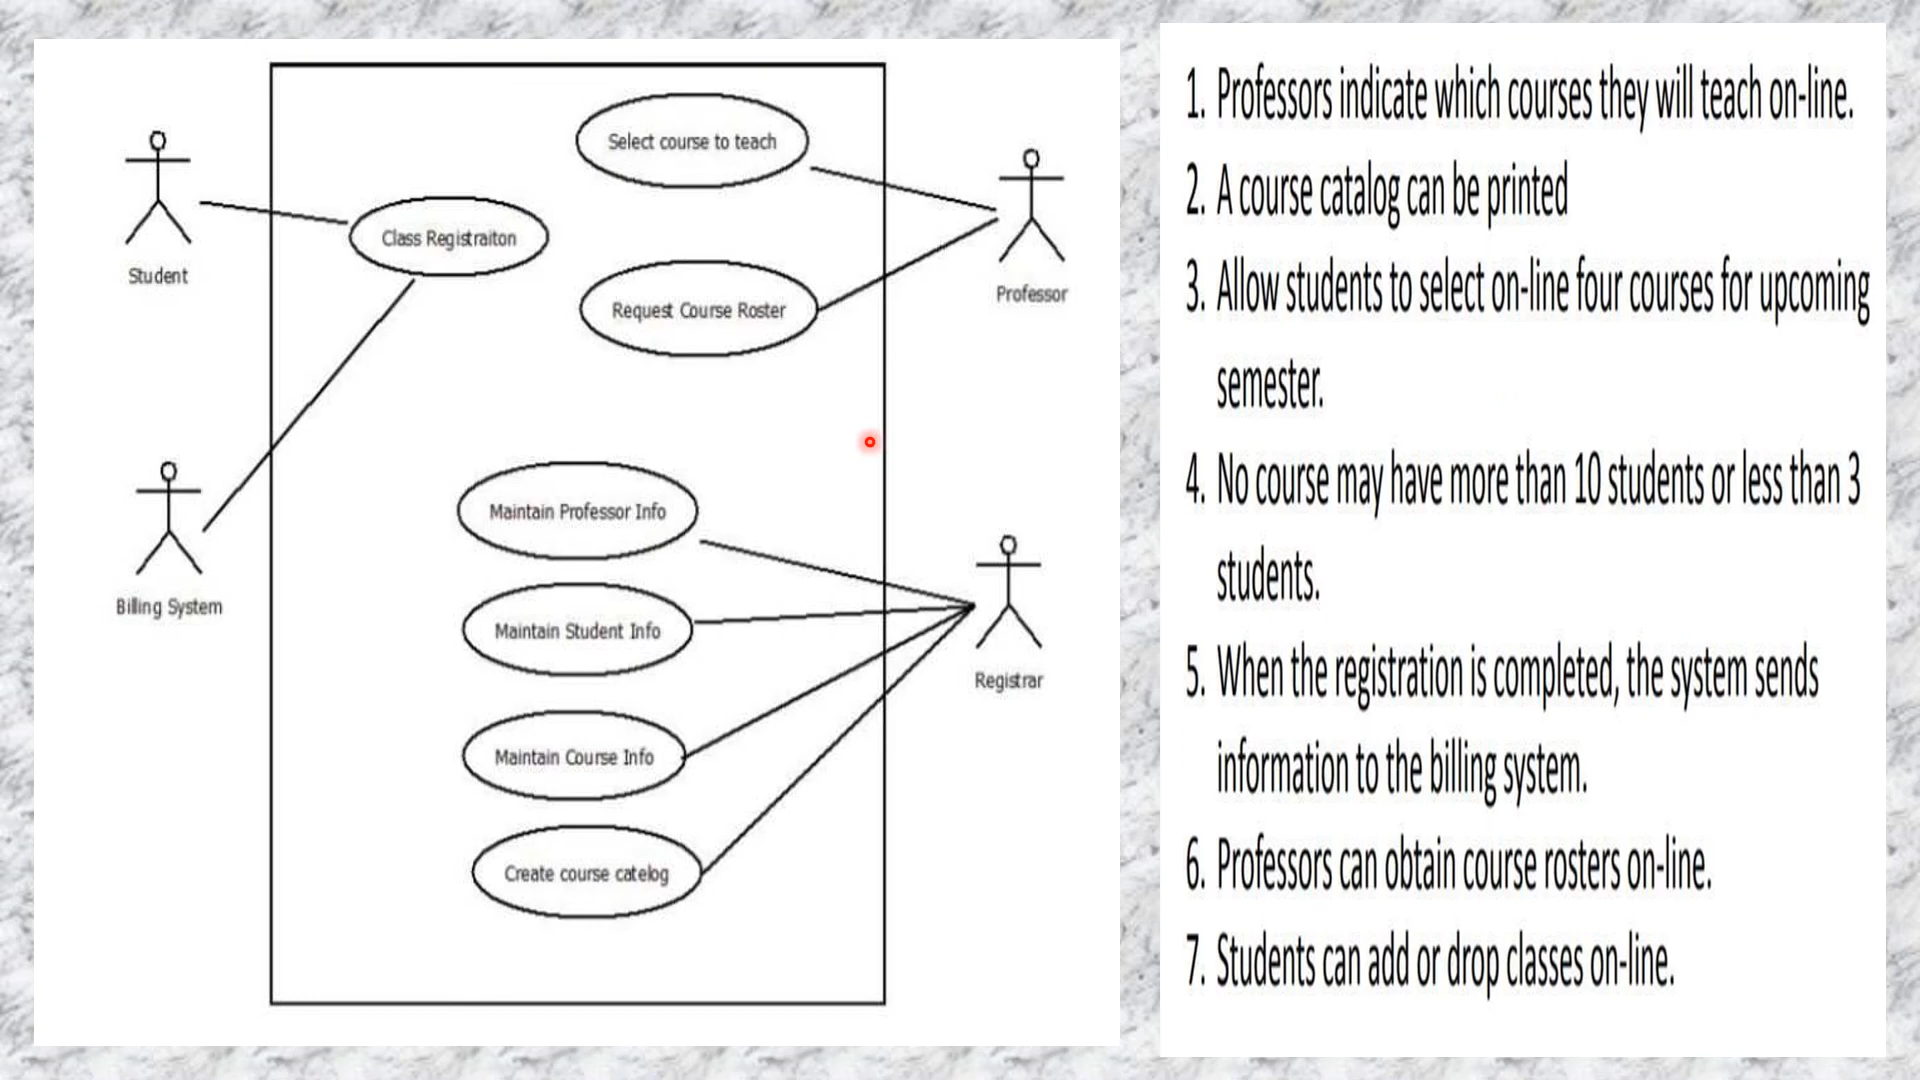 Select course to teach
Student
Class Registraiton
Professor
Request Course Roster
Billing System
Maintain Professor Info
Maintain Student Info
Registrar
Maintain Course Info
Create course catelog
1. Professors indicate which courses they will teach on-line.
2. A course catalog can be printed
3. Allow students to select on-line four courses for upcoming
semester.
4. No course may have more than 10 students or less than 3
students.
5. When the registration is completed, the system sends
information to the billing system.
6. Professors can obtain course rosters on-line.
7. Students can add or drop classes on-line.